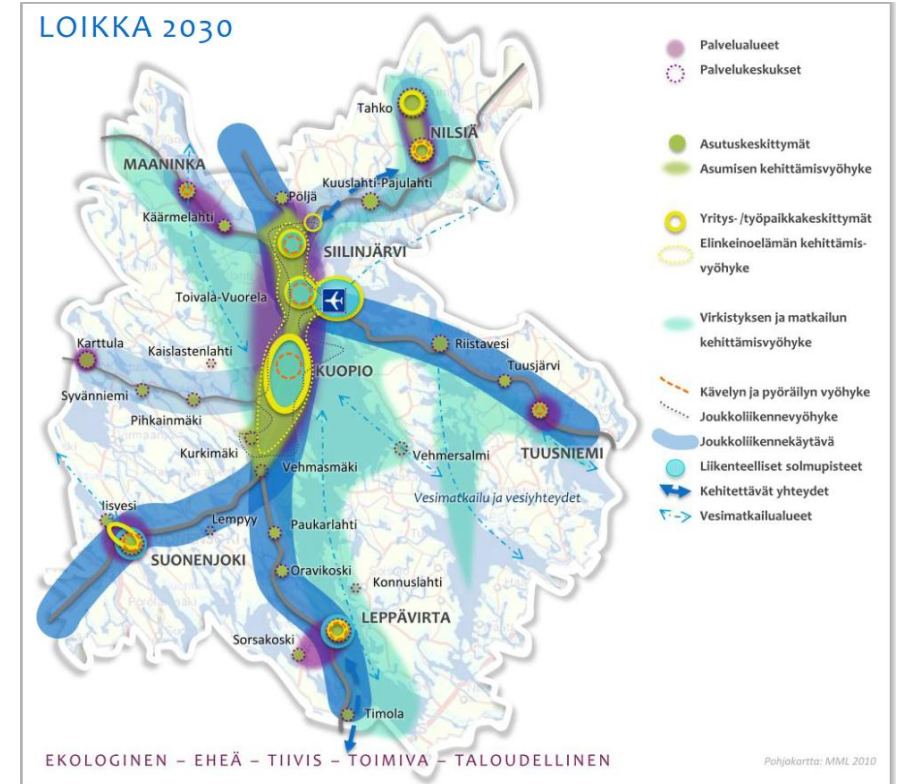 LOIKKA 2030
Palvelualueet
Palvelukeskukset
Asutuskeskittymät
Asumisen kehittämisvyöhyke
Yritys-/työpaikkakeskittymät
Elinkeinoelämän kehittämis-
vyöhyke
Virkistyksen ja matkailun
kehittämisvyöhyke
Kävelyn ja pyöräilyn vyöhyke
Joukkoliikennevyöhyke
Joukkoliikennekäytävä
Liikenteelliset solmupisteet
Kehitettävät yhteydet
Vesimatkailualueet
Tahko
NILSIÄ
MAANINKA
Kuuslahti-Pajulahti
Pöljä
Käärmelahti
SIILINJÄRVI
Toivala-Vuorela
Karttula
Kaislastenlahti
Riistavesi
KUOPIO
Tuusjärvi
Syvänniemi
Pihkainmäki
Kurkimäki
Vehmersalmi
TUUSNIEMI
Vehmasmäki
Vesimatkailu ja vesiyhteydet
Iisvesi
Lempyy
Paukarlahti
SUONENJOKI
Oravikoski
Konnuslahti
LEPPÄVIRTA
Sorsakoski
Timola
EKOLOGINEN – EHEÄ – TIIVIS – TOIMIVA – TALOUDELLINEN
Pohjakartta: MML 2010